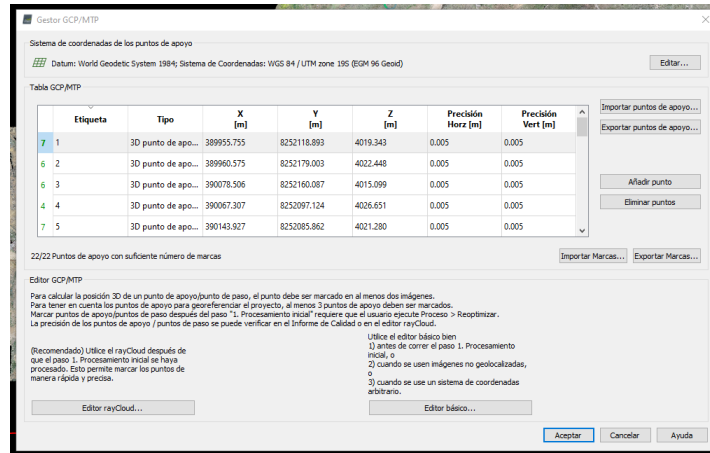 Gestor GCP/MTP
Sistema de coordenadas de los puntos de apoyo
Datum: World Geodetic System 1984; Sistema de Coordenadas: WGS 84 / UTM zone 19S (EGM 96 Geoid)
Editar...
Tabla GCP/MTP
Etiqueta Tipo X [m] Y [m] Z [m] Precisión Horz [m] Precisión Vert [m]
7 1 3D punto de apo... 389955.755 8252118.893 4019.343 0.005 0.005
6 2 3D punto de apo... 389960.575 8252179.003 4022.448 0.005 0.005
6 3 3D punto de apo... 390078.506 8252160.087 4015.099 0.005 0.005
4 4 3D punto de apo... 390067.307 8252097.124 4026.651 0.005 0.005
7 5 3D punto de apo... 390143.927 8252085.862 4021.280 0.005 0.005
Importar puntos de apoyo...
Exportar puntos de apoyo...
Añadir punto
Eliminar puntos
22/22 Puntos de apoyo con suficiente número de marcas
Importar Marcas... Exportar Marcas...
Editor GCP/MTP
Para calcular la posición 3D de un punto de apoyo/punto de paso, el punto debe ser marcado en al menos dos imágenes.
Para tener en cuenta los puntos de apoyo para georeferenciar el proyecto, al menos 3 puntos de apoyo deben ser marcados.
Marcar puntos de apoyo/puntos de paso después del paso "1. Procesamiento inicial" requiere que el usuario ejecute Proceso > Reoptimizar.
La precisión de los puntos de apoyo / puntos de paso se puede verificar en el Informe de Calidad o en el editor rayCloud.
(Recomendado) Utilice el rayCloud después de
que el paso 1. Procesamiento inicial se haya
procesado. Esto permite marcar los puntos de
manera rápida y precisa.
Editor rayCloud...
Utilice el editor básico bien
1) antes de correr el paso 1. Procesamiento
inicial, o
2) cuando se usen imágenes no geolocalizadas,
o
3) cuando se use un sistema de coordenadas
arbitrario.
Editor básico...
Aceptar Cancelar Ayuda